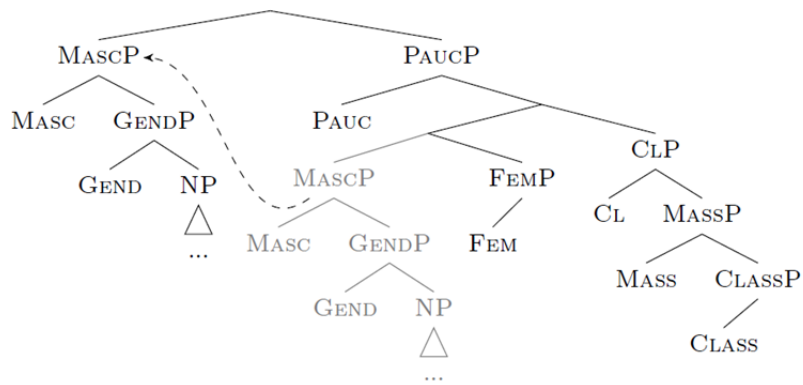 MASCP PAUCP
MASC GENDP PAUC
CLP
GEND NP MASCP FEMP
CL MASSP
... MASC GENDP FEM
MASS CLASSP
GEND NP
CLASS
...